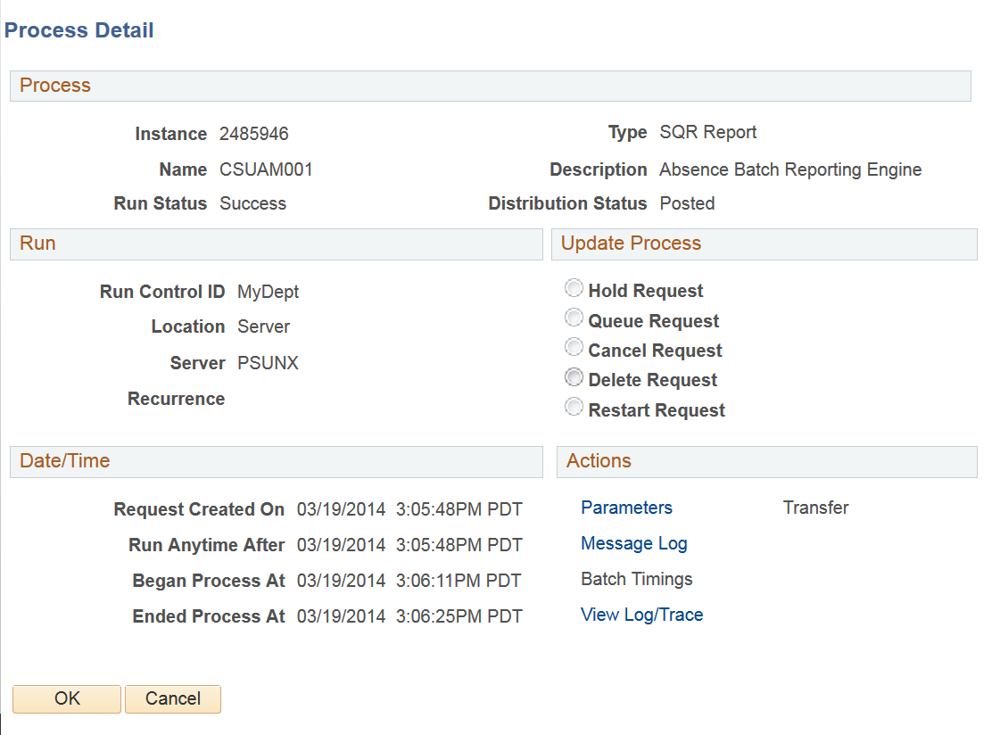 Process Detail
Process
Instance 2485946 Type SQR Report
Name CSUAM001 Description Absence Batch Reporting Engine
Run Status Success Distribution Status Posted
Run
Run Control ID MyDept
Location Server
Server PSUNX
Recurrence
Update Process
Hold Request
Queue Request
Cancel Request
Delete Request
Restart Request
Date/Time
Request Created On 03/19/2014 3:05:48PM PDT
Run Anytime After 03/19/2014 3:05:48PM PDT
Began Process At 03/19/2014 3:06:11PM PDT
Ended Process At 03/19/2014 3:06:25PM PDT
Actions
Parameters Transfer
Message Log
Batch Timings
View Log/Trace
OK Cancel